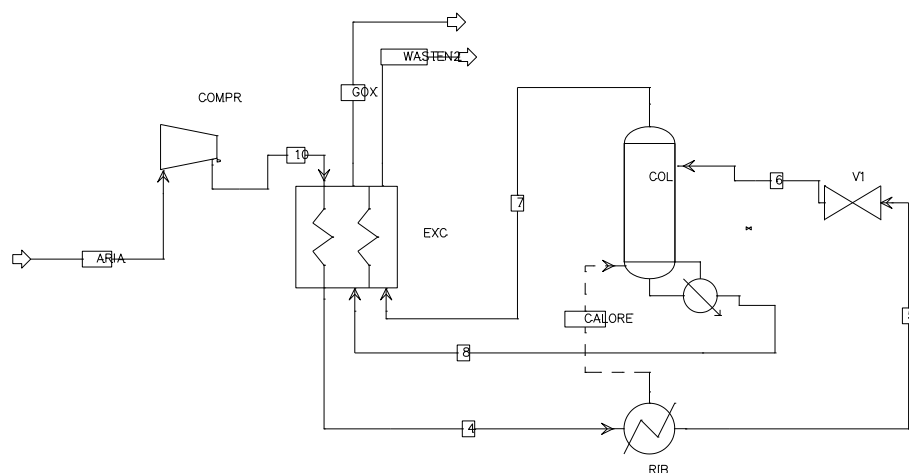 WASTEN2
GOX
COMPR
10
COL
6
V1
7
EXC
ARIA
CALORE
8
4
RIB